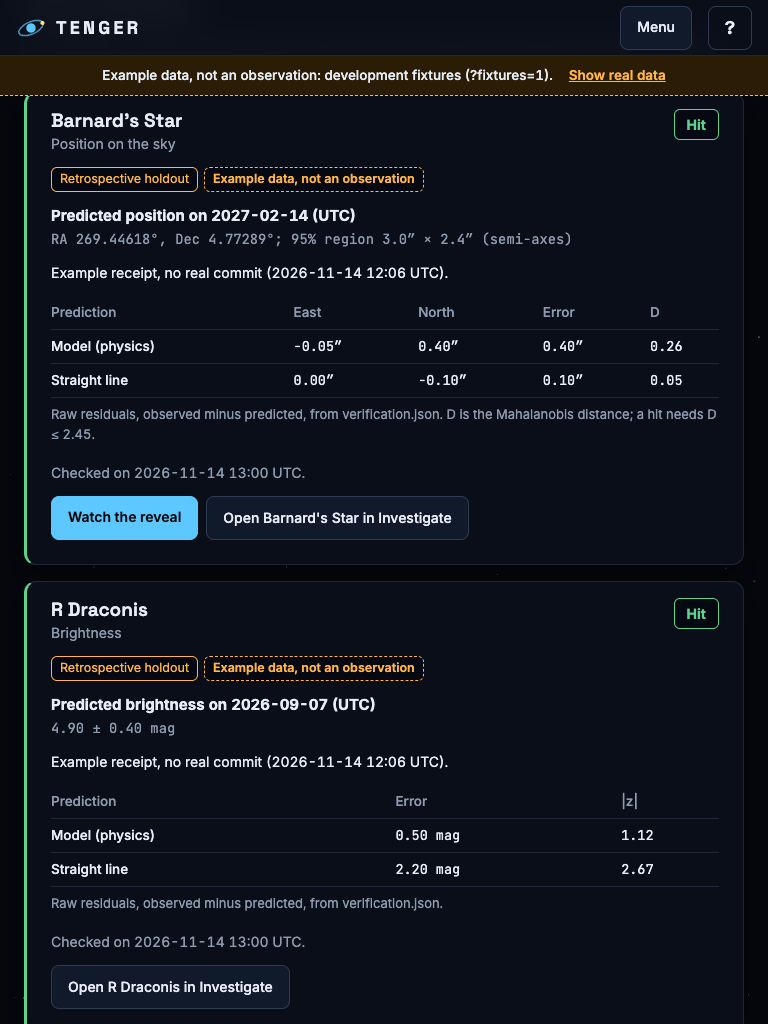 TENGER
Menu
?
Example data, not an observation: development fixtures (?fixtures=1). Show real data
Barnard's Star
Hit
Position on the sky
Retrospective holdout
Example data, not an observation
Predicted position on 2027-02-14 (UTC)
RA 269.44618°, Dec 4.77289°; 95% region 3.0″ × 2.4″ (semi-axes)
Example receipt, no real commit (2026-11-14 12:06 UTC).
Prediction East North Error D
Model (physics) -0.05″ 0.40″ 0.40″ 0.26
Straight line 0.00″ -0.10″ 0.10″ 0.05
Raw residuals, observed minus predicted, from verification.json. D is the Mahalanobis distance; a hit needs D
≤ 2.45.
Checked on 2026-11-14 13:00 UTC.
Watch the reveal
Open Barnard's Star in Investigate
R Draconis
Hit
Brightness
Retrospective holdout
Example data, not an observation
Predicted brightness on 2026-09-07 (UTC)
4.90 ± 0.40 mag
Example receipt, no real commit (2026-11-14 12:06 UTC).
Prediction Error |z|
Model (physics) 0.50 mag 1.12
Straight line 2.20 mag 2.67
Raw residuals, observed minus predicted, from verification.json.
Checked on 2026-11-14 13:00 UTC.
Open R Draconis in Investigate